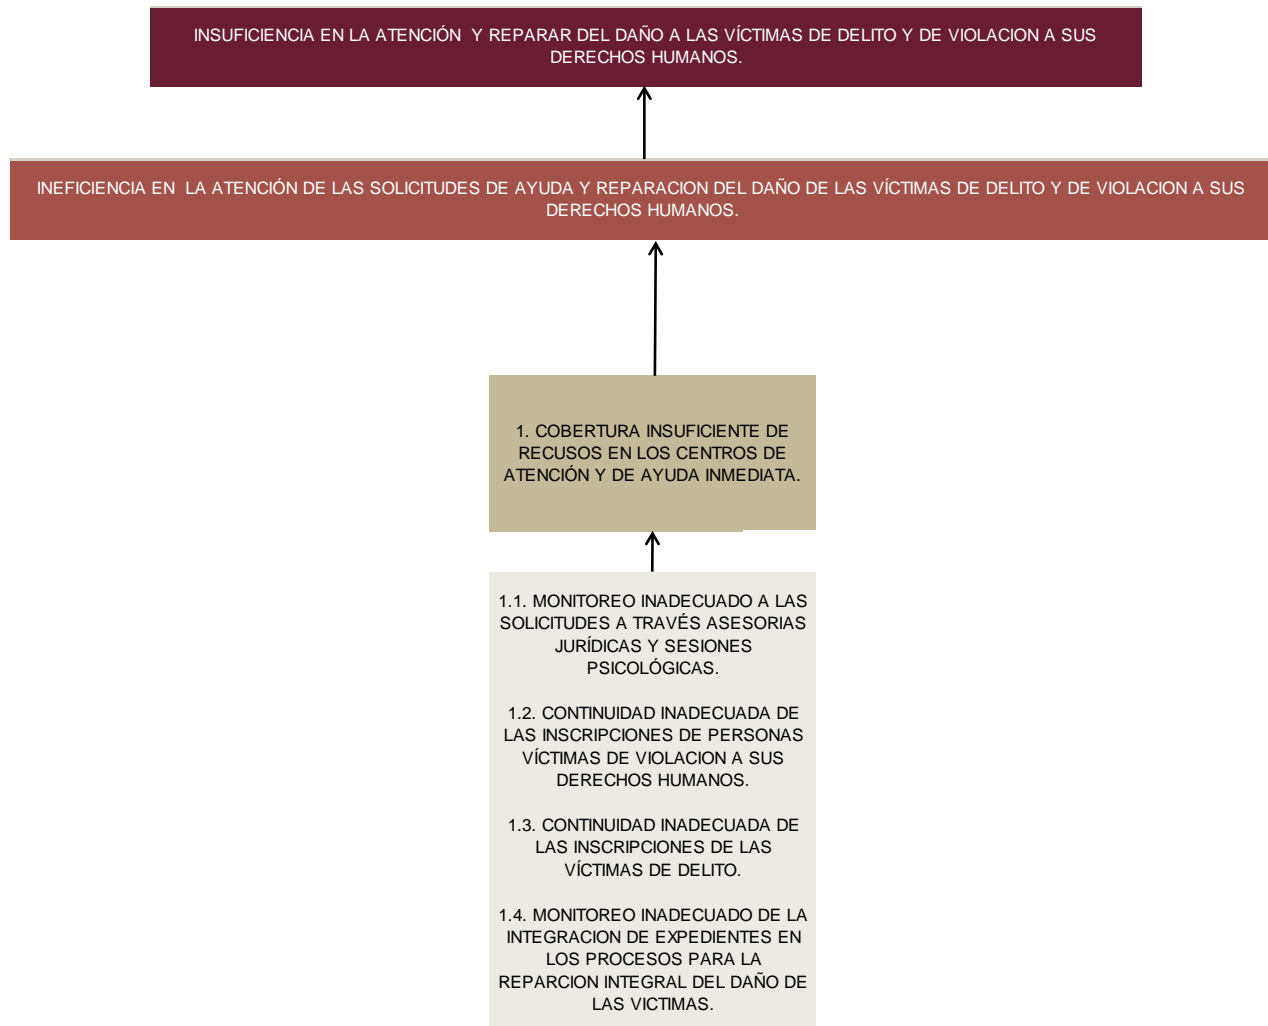 INSUFICIENCIA EN LA ATENCIÓN  Y REPARAR DEL DAÑO A LAS VÍCTIMAS DE DELITO Y DE VIOLACION A SUS
DERECHOS HUMANOS.
INEFICIENCIA EN  LA ATENCIÓN DE LAS SOLICITUDES DE AYUDA Y REPARACION DEL DAÑO DE LAS VÍCTIMAS DE DELITO Y DE VIOLACION A SUS
DERECHOS HUMANOS.
1. COBERTURA INSUFICIENTE DE
RECUSOS EN LOS CENTROS DE
ATENCIÓN Y DE AYUDA INMEDIATA.
1.1. MONITOREO INADECUADO A LAS
SOLICITUDES A TRAVÉS ASESORIAS
JURÍDICAS Y SESIONES
PSICOLÓGICAS.
1.2. CONTINUIDAD INADECUADA DE
LAS INSCRIPCIONES DE PERSONAS
VÍCTIMAS DE VIOLACION A SUS
DERECHOS HUMANOS.
1.3. CONTINUIDAD INADECUADA DE
LAS INSCRIPCIONES DE LAS
VÍCTIMAS DE DELITO.
1.4. MONITOREO INADECUADO DE LA
INTEGRACION DE EXPEDIENTES EN
LOS PROCESOS PARA LA
REPARCION INTEGRAL DEL DAÑO DE
LAS VICTIMAS.